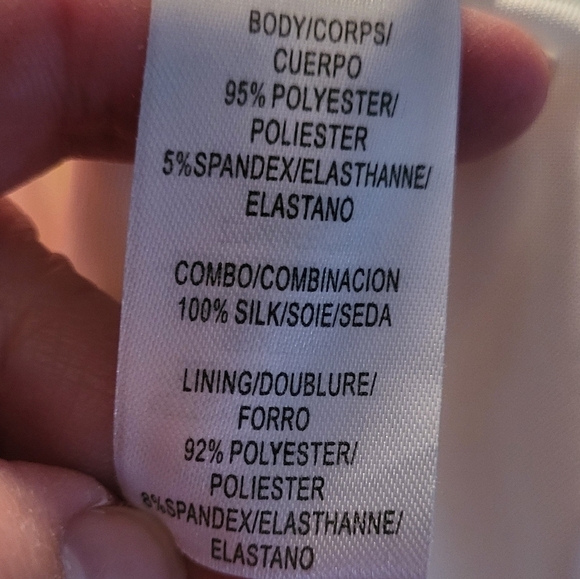 BODY/CORPS/
CUERPO
95% POLYESTER/
POLIESTER
5%SPANDEX/ELASTHANNE/
ELASTANO
COMBO/COMBINACION
100% SILK/SOIE/SEDA
LINING/DOUBLURE/
FORRO
92% POLYESTER/
POLIESTER
8%SPANDEX/ELASTHANNE/
ELASTANO